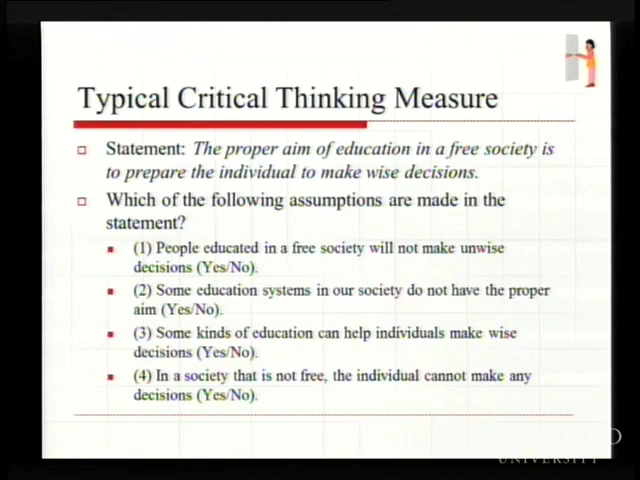 Typical Critical Thinking Measure
Statement: The proper aim of education in a free society is
to prepare the individual to make wise decisions.
Which of the following assumptions are made in the
statement?
(1) People educated in a free society will not make unwise
decisions (Yes/No).
(2) Some education systems in our society do not have the proper
aim (Yes/No).
(3) Some kinds of education can help individuals make wise
decisions (Yes/No).
(4) In a society that is not free, the individual cannot make any
decisions (Yes/No).
UNIVERSITY